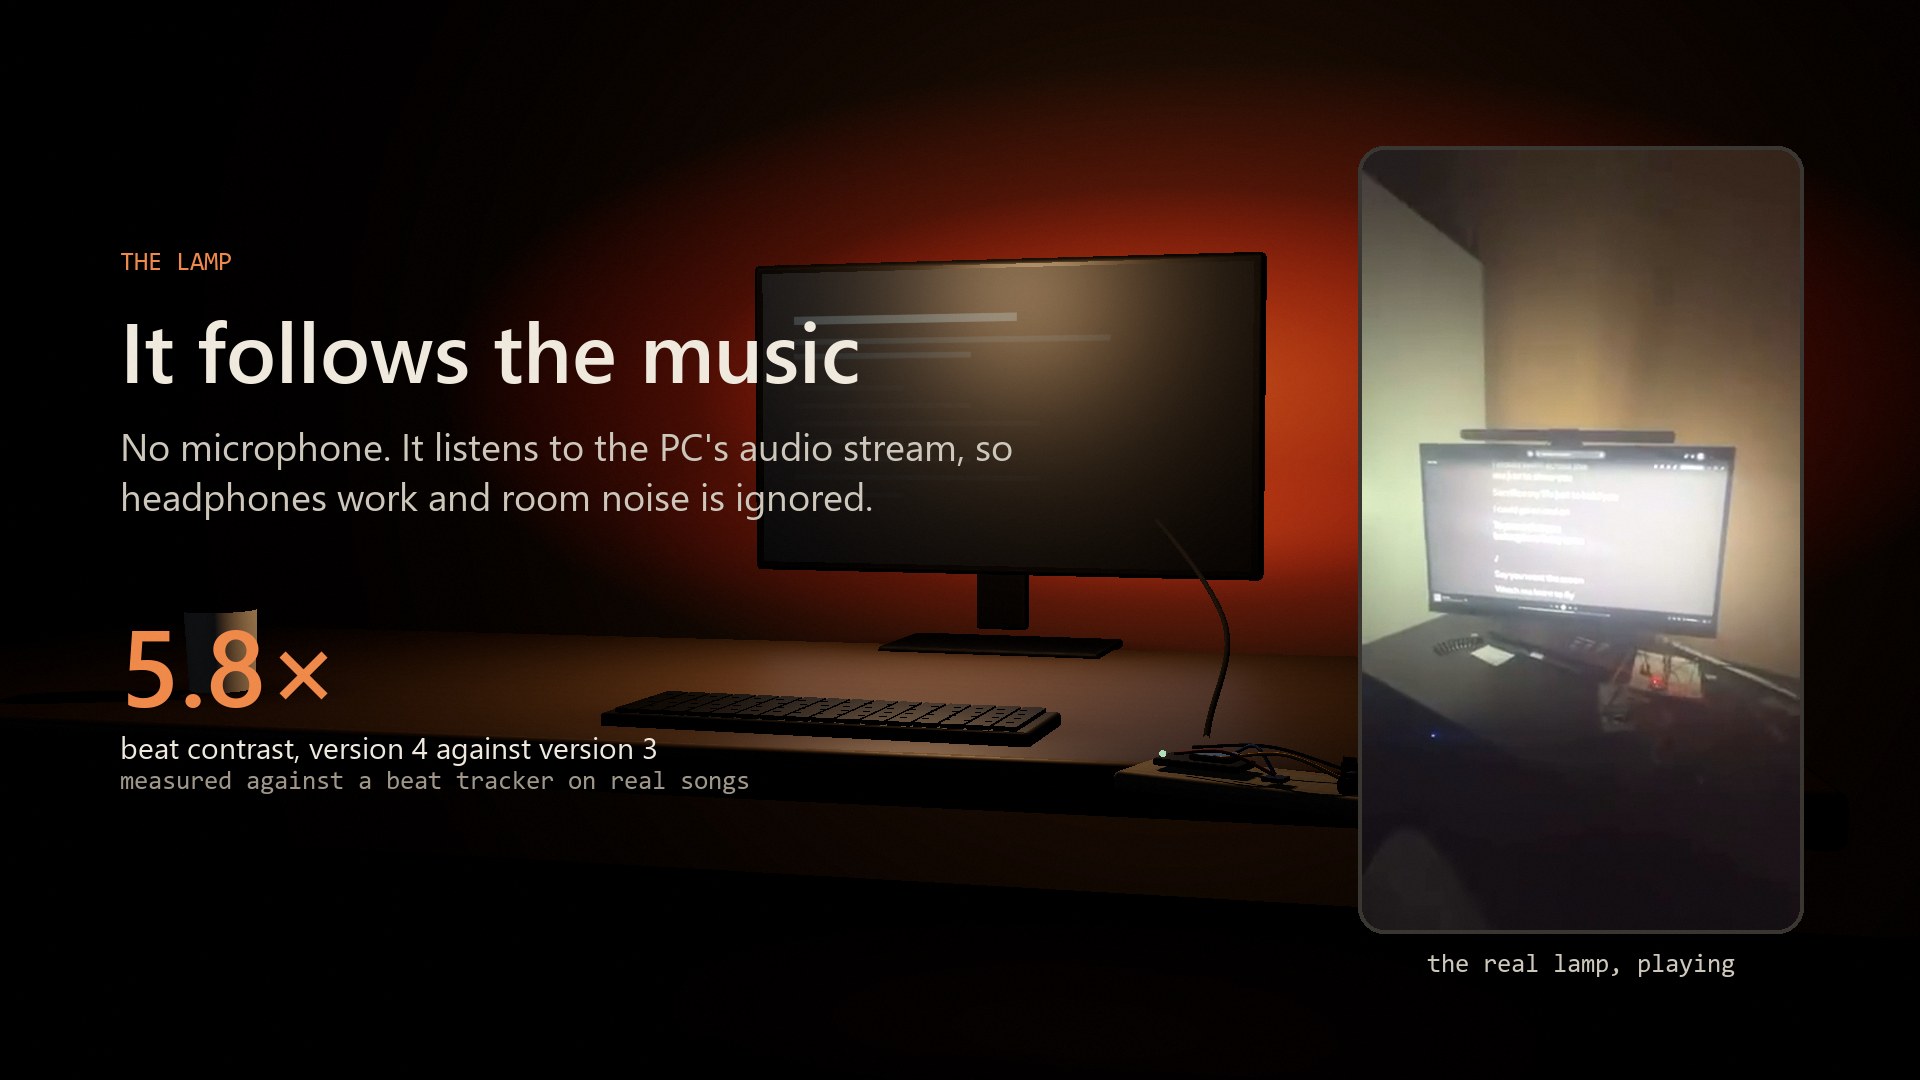 THE LAMP
It follows the music
No microphone. It listens to the PC's audio stream, so
headphones work and room noise is ignored.
5.8×
beat contrast, version 4 against version 3
measured against a beat tracker on real songs
the real lamp, playing